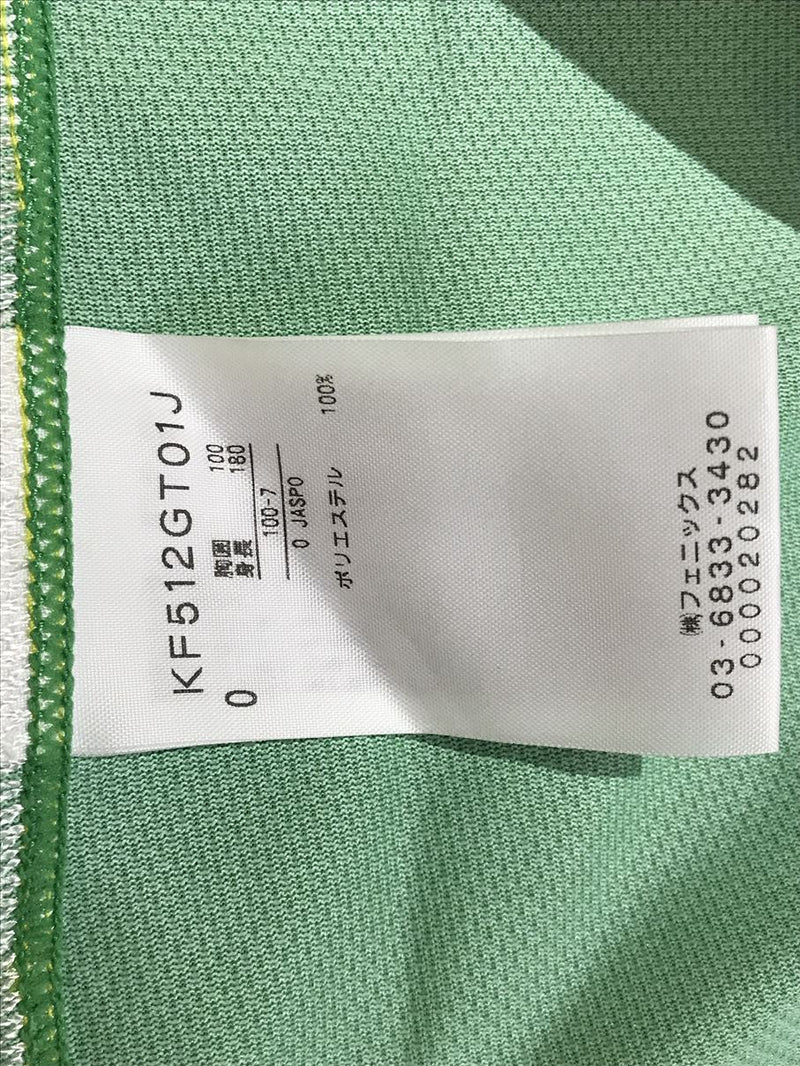 KF512GT01J
0
胸囲 100
身長 180
100-7
0 JASPO
ポリエステル 100%
㈱フェニックス
03-6833-3430
000020282